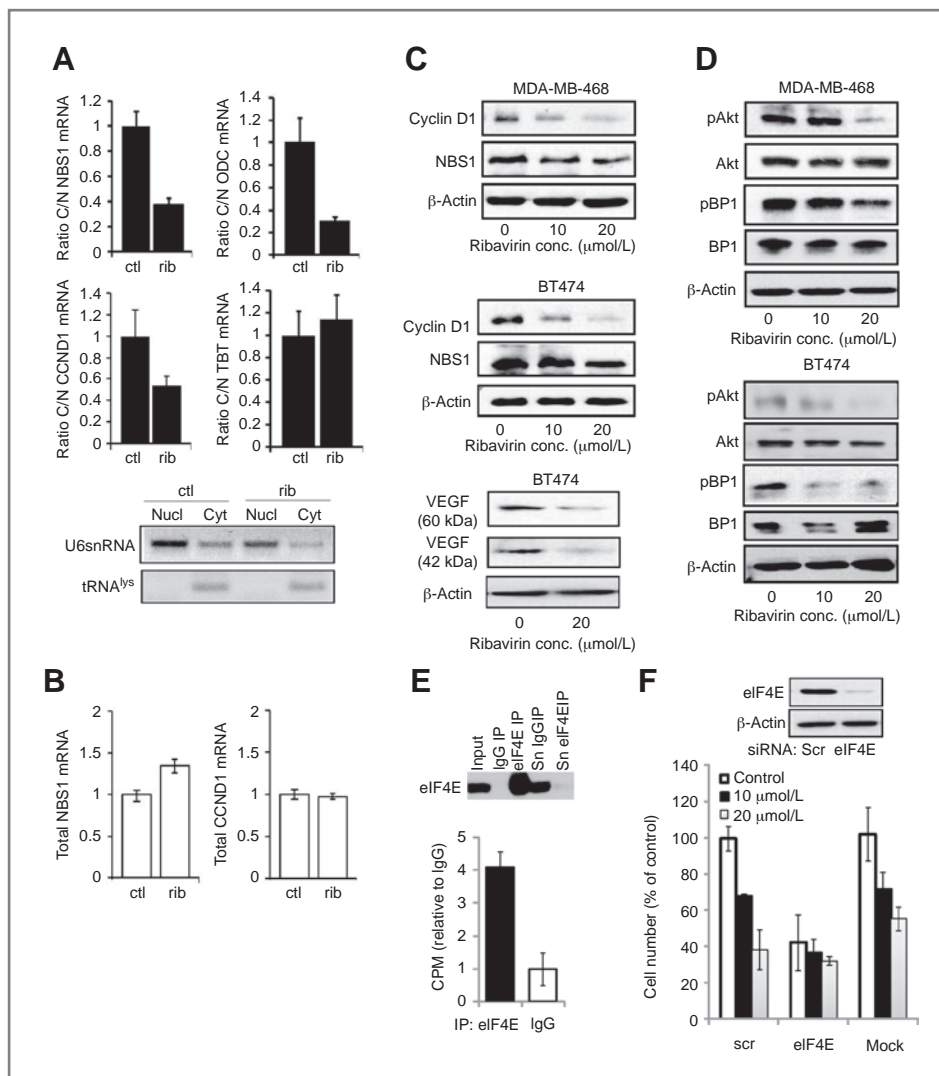 A
Ratio C/N NBS1 mRNA
1.2
1
0.8
0.6
0.4
0.2
0
ctl rib
Ratio C/N ODC mRNA
1.4
1.2
1
0.8
0.6
0.4
0.2
0
ctl rib
Ratio C/N CCND1 mRNA
1.4
1.2
1
0.8
0.6
0.4
0.2
0
ctl rib
Ratio C/N TBT mRNA
1.4
1.2
1
0.8
0.6
0.4
0.2
0
ctl rib
ctl rib
Nucl Cyt Nucl Cyt
U6snRNA
tRNAlys
B
Total NBS1 mRNA
2
1.5
1
0.5
0
ctl rib
Total CCND1 mRNA
2
1.5
1
0.5
0
ctl rib
C
MDA-MB-468
Cyclin D1
NBS1
β-Actin
0 10 20
Ribavirin conc. (μmol/L)
BT474
Cyclin D1
NBS1
β-Actin
0 10 20
Ribavirin conc. (μmol/L)
BT474
VEGF
(60 kDa)
VEGF
(42 kDa)
β-Actin
0 20
Ribavirin conc. (μmol/L)
D
MDA-MB-468
pAkt
Akt
pBP1
BP1
β-Actin
0 10 20
Ribavirin conc. (μmol/L)
BT474
pAkt
Akt
pBP1
BP1
β-Actin
0 10 20
Ribavirin conc. (μmol/L)
E
Input
IgG IP
eIF4E IP
Sn IgGIP
Sn eIF4EIP
eIF4E
CPM (relative to IgG)
5
4
3
2
1
0
IP: eIF4E IgG
F
eIF4E
β-Actin
siRNA: Scr eIF4E
Cell number (% of control)
140
120
100
80
60
40
20
0
Control
10 μmol/L
20 μmol/L
scr eIF4E Mock